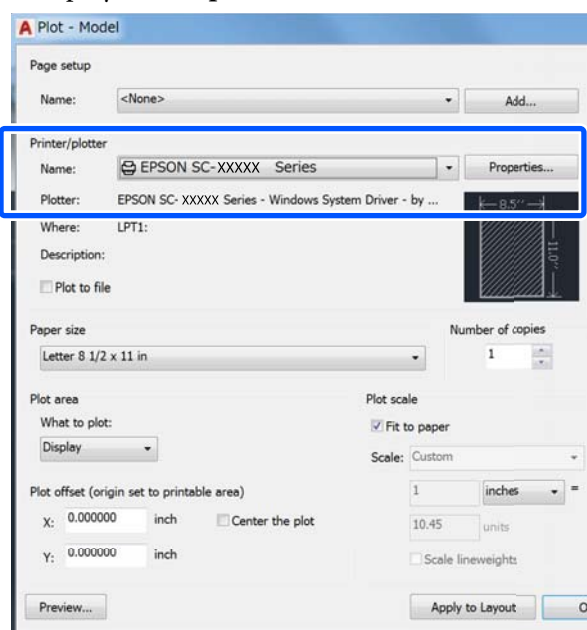 Plot - Model
Page setup
Name: <None> Add...
Printer/plotter
Name: EPSON SC-XXXXX Series Properties...
Plotter: EPSON SC- XXXXX Series - Windows System Driver - by ...
8.5''
Where: LPT1:
11.0''
Description:
Plot to file
Paper size Number of copies
Letter 8 1/2 x 11 in 1
Plot area Plot scale
What to plot: Fit to paper
Display Scale: Custom
Plot offset (origin set to printable area) 1 inches =
X: 0.000000 inch Center the plot 10.45 units
Y: 0.000000 inch Scale lineweights
Preview... Apply to Layout